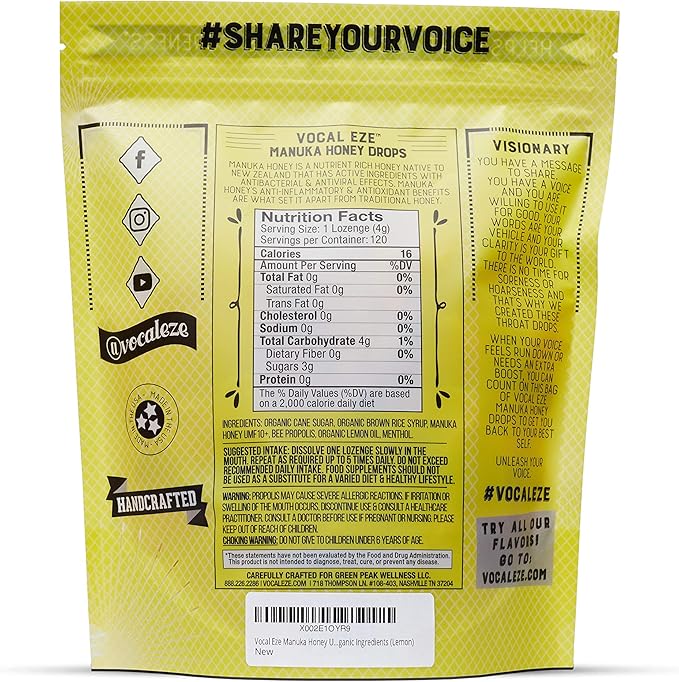 #SHAREYOURVOICE
HELPS
VOCAL EZE™
MANUKA HONEY DROPS
MANUKA HONEY IS A NUTRIENT RICH HONEY NATIVE TO
NEW ZEALAND THAT HAS ACTIVE INGREDIENTS WITH
ANTIBACTERIAL & ANTIVIRAL EFFECTS. MANUKA
HONEY'S ANTI-INFLAMMATORY & ANTIOXIDANT BENEFITS
ARE WHAT SET IT APART FROM TRADITIONAL HONEY.
Nutrition Facts
Serving Size: 1 Lozenge (4g)
Servings per Container: 120
Calories 16
Amount Per Serving %DV
Total Fat 0g 0%
Saturated Fat 0g 0%
Trans Fat 0g
Cholesterol 0g 0%
Sodium 0g 0%
Total Carbohydrate 4g 1%
Dietary Fiber 0g 0%
Sugars 3g
Protein 0g 0%
The % Daily Values (%DV) are based
on a 2,000 calorie daily diet
INGREDIENTS: ORGANIC CANE SUGAR, ORGANIC BROWN RICE SYRUP, MANUKA
HONEY UMF10+, BEE PROPOLIS, ORGANIC LEMON OIL, MENTHOL.
SUGGESTED INTAKE: DISSOLVE ONE LOZENGE SLOWLY IN THE
MOUTH. REPEAT AS REQUIRED UP TO 5 TIMES DAILY. DO NOT EXCEED
RECOMMENDED DAILY INTAKE. FOOD SUPPLEMENTS SHOULD NOT
BE USED AS A SUBSTITUTE FOR A VARIED DIET & HEALTHY LIFESTYLE.
WARNING: PROPOLIS MAY CAUSE SEVERE ALLERGIC REACTIONS. IF IRRITATION OR
SWELLING OF THE MOUTH OCCURS, DISCONTINUE USE & CONSULT A HEALTHCARE
PRACTITIONER. CONSULT A DOCTOR BEFORE USE IF PREGNANT OR NURSING. PLEASE
KEEP OUT OF REACH OF CHILDREN.
CHOKING WARNING: DO NOT GIVE TO CHILDREN UNDER 6 YEARS OF AGE.
*These statements have not been evaluated by the Food and Drug Administration.
This product is not intended to diagnose, treat, cure, or prevent any disease.
CAREFULLY CRAFTED FOR GREEN PEAK WELLNESS LLC.
888.226.2286 | VOCALEZE.COM | 718 THOMPSON LN. #108-403, NASHVILLE TN 37204
X002E1OYR9
Vocal Eze Manuka Honey U...ganic Ingredients (Lemon)
New
@vocaleze
MADE IN THE USA
HANDCRAFTED
VISIONARY
YOU HAVE A MESSAGE
TO SHARE.
YOU HAVE A VOICE
AND YOU ARE
WILLING TO USE IT
FOR GOOD. YOUR
WORDS ARE YOUR
VEHICLE AND YOUR
CLARITY IS YOUR GIFT
TO THE WORLD.
THERE IS NO TIME FOR
SORENESS OR
HOARSENESS AND
THAT'S WHY WE
CREATED THESE
THROAT DROPS.
WHEN YOUR VOICE
FEELS RUN DOWN OR
NEEDS AN EXTRA
BOOST, YOU CAN
COUNT ON THIS BAG
OF VOCAL EZE
MANUKA HONEY
DROPS TO GET YOU
BACK TO YOUR BEST
SELF.
UNLEASH YOUR
VOICE.
#VOCALEZE
TRY ALL OUR
FLAVORS!
GO TO:
VOCALEZE.COM